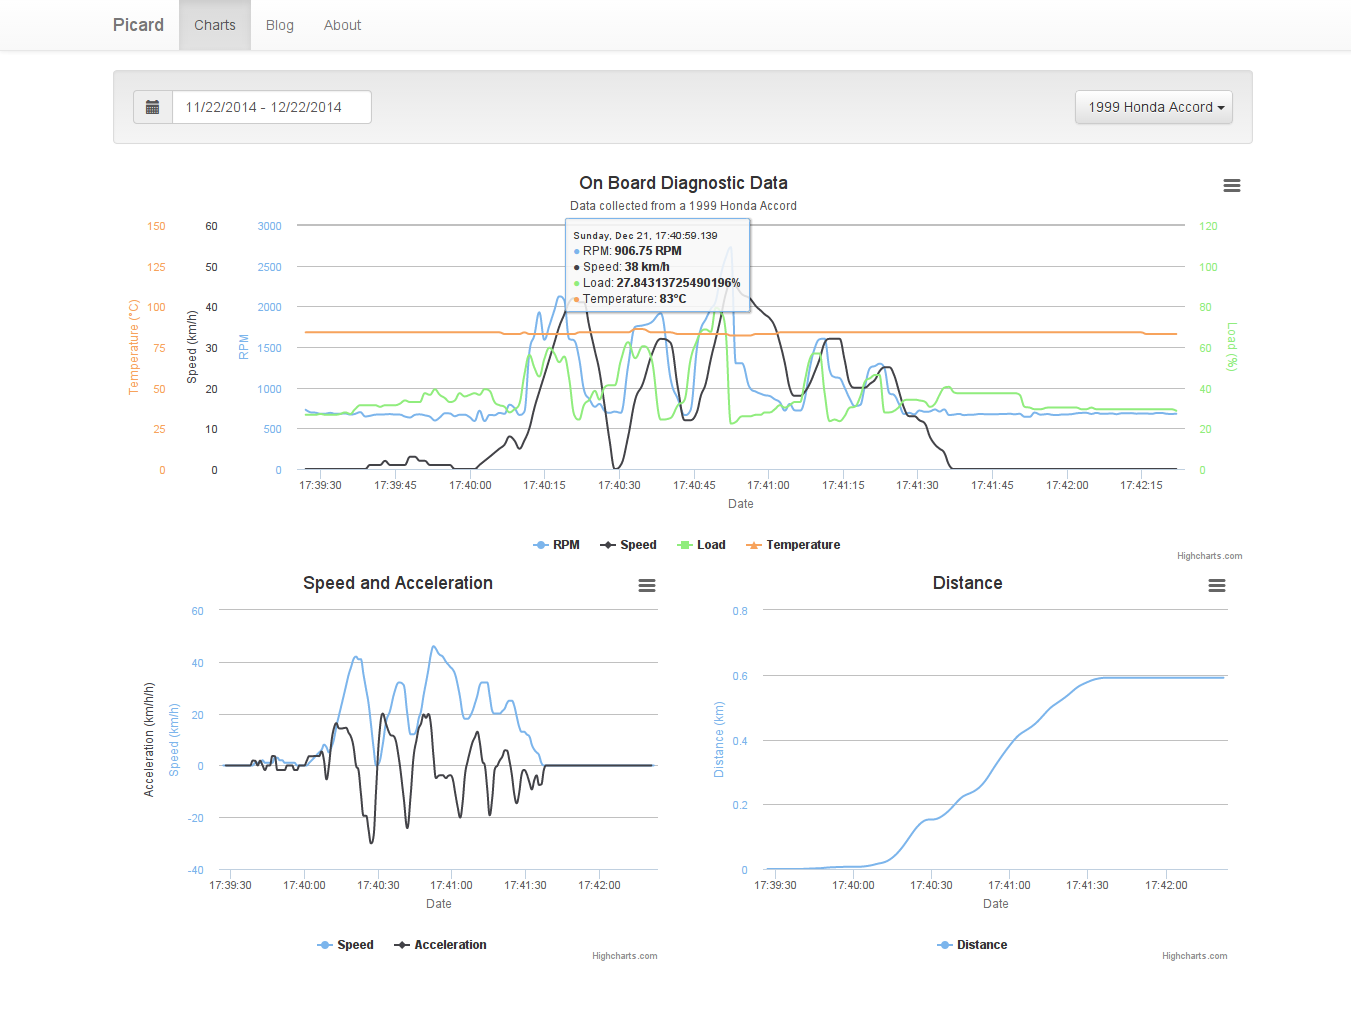 Picard Charts Blog About
11/22/2014 - 12/22/2014
1999 Honda Accord
On Board Diagnostic Data
Data collected from a 1999 Honda Accord
Temperature (°C)
150
125
100
75
50
25
0
Speed (km/h)
60
50
40
30
20
10
0
RPM
3000
2500
2000
1500
1000
500
0
Sunday, Dec 21, 17:40:59.139
RPM: 906.75 RPM
Speed: 38 km/h
Load: 27.84313725490196%
Temperature: 83°C
Load (%)
120
100
80
60
40
20
0
17:39:30 17:39:45 17:40:00 17:40:15 17:40:30 17:40:45 17:41:00 17:41:15 17:41:30 17:41:45 17:42:00 17:42:15
Date
RPM Speed Load Temperature
Highcharts.com
Speed and Acceleration
Acceleration (km/h/h)
Speed (km/h)
60
40
20
0
-20
-40
17:39:30 17:40:00 17:40:30 17:41:00 17:41:30 17:42:00
Date
Speed Acceleration
Highcharts.com
Distance
Distance (km)
0.8
0.6
0.4
0.2
0
17:39:30 17:40:00 17:40:30 17:41:00 17:41:30 17:42:00
Date
Distance
Highcharts.com